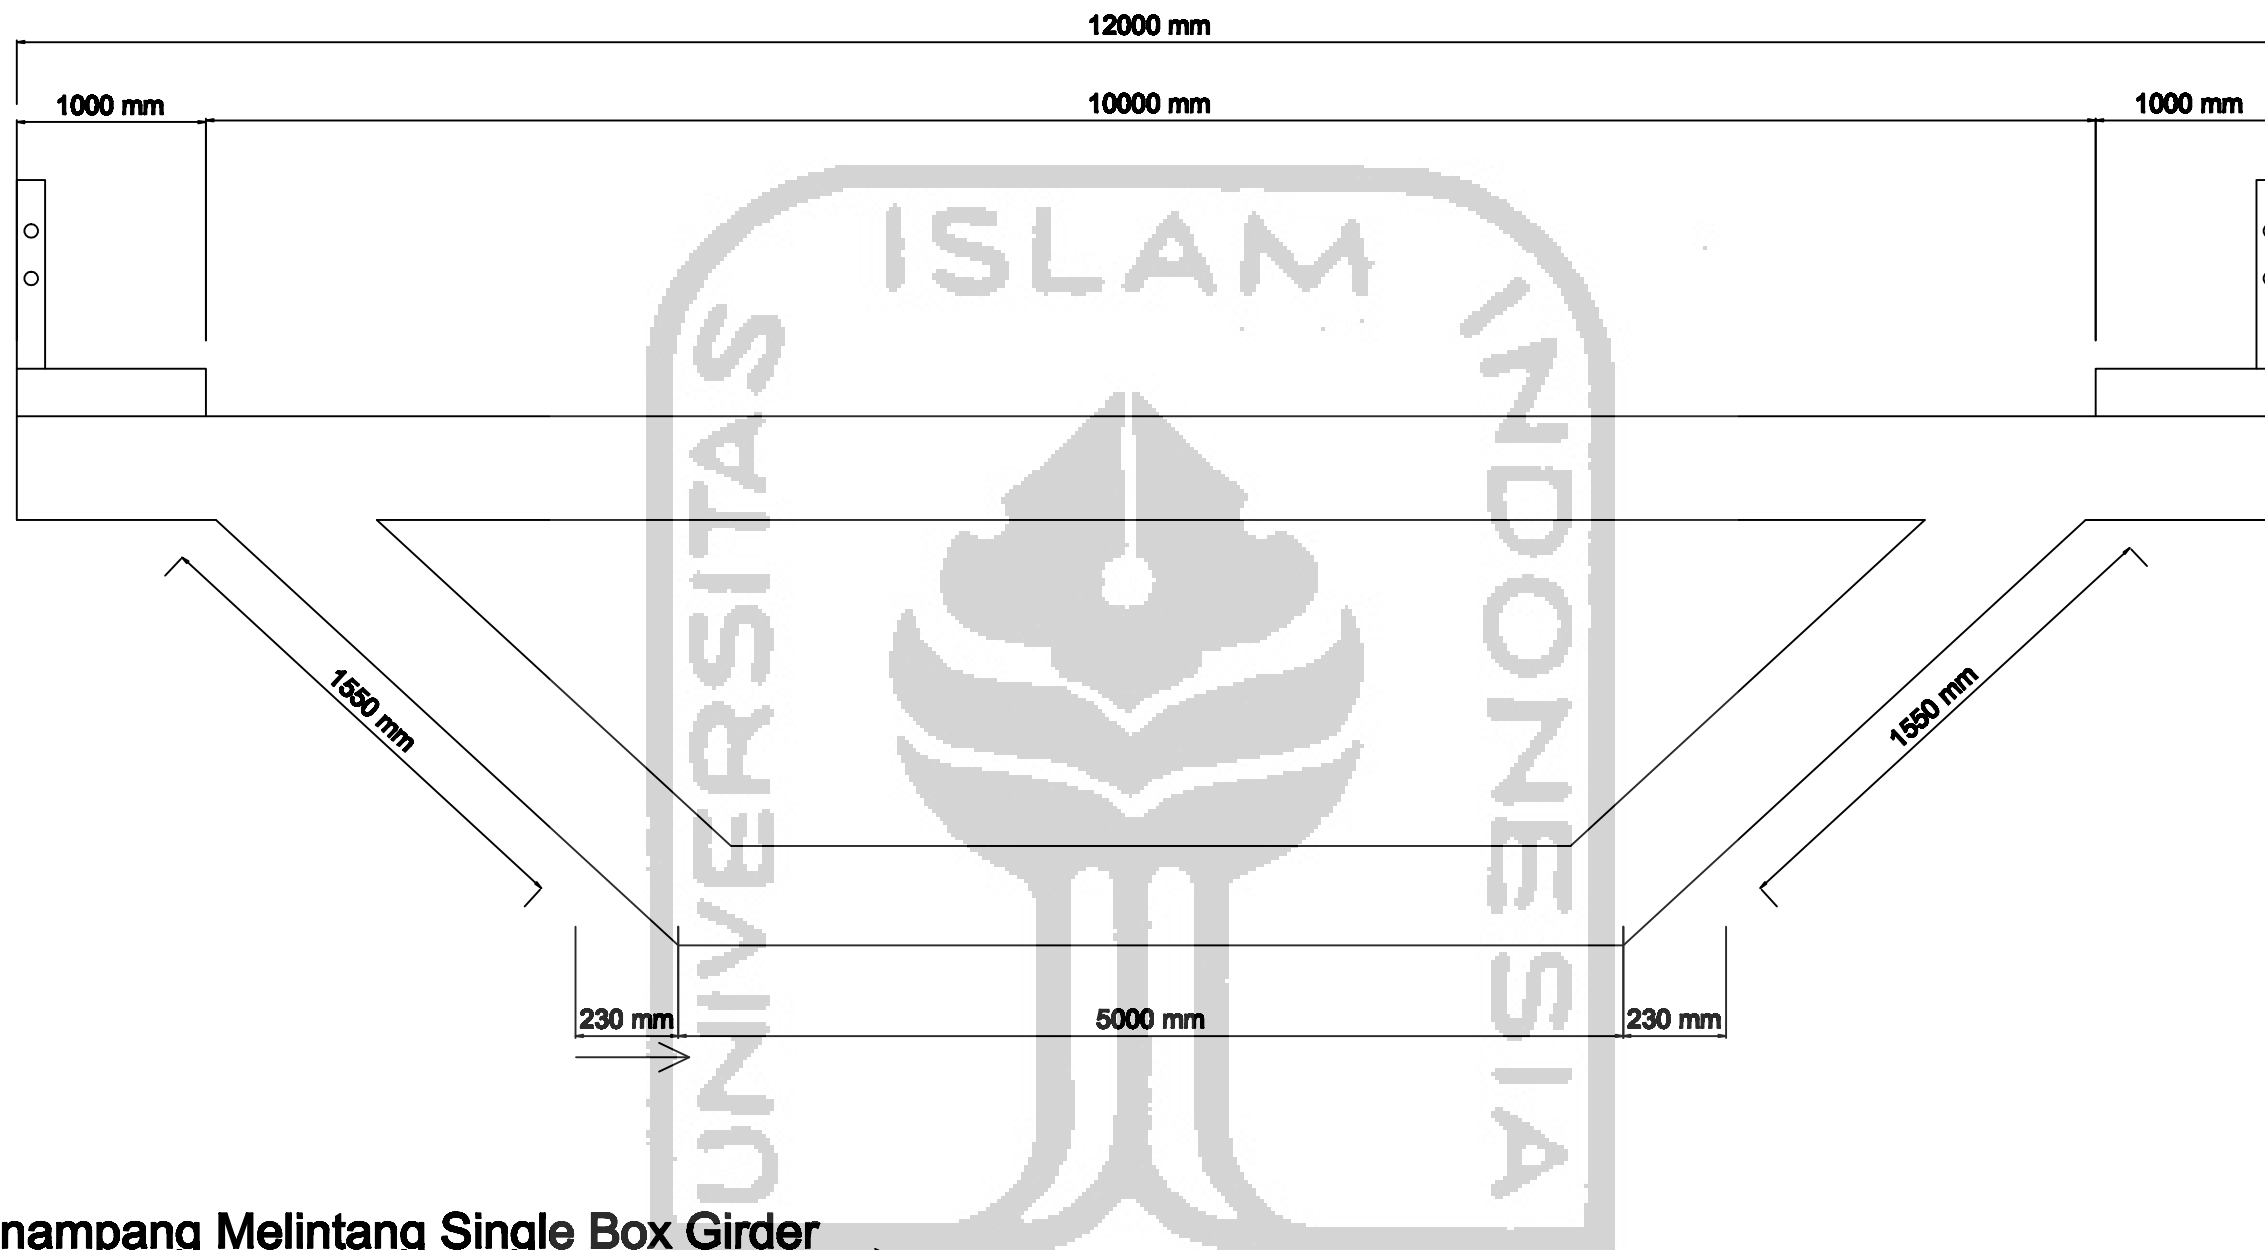 12000 mm
1000 mm 10000 mm 1000 mm
ISLAM
UNIVERSITAS
INDONESIA
1550 mm
1550 mm
230 mm 5000 mm 230 mm
nampang Melintang Single Box Girder